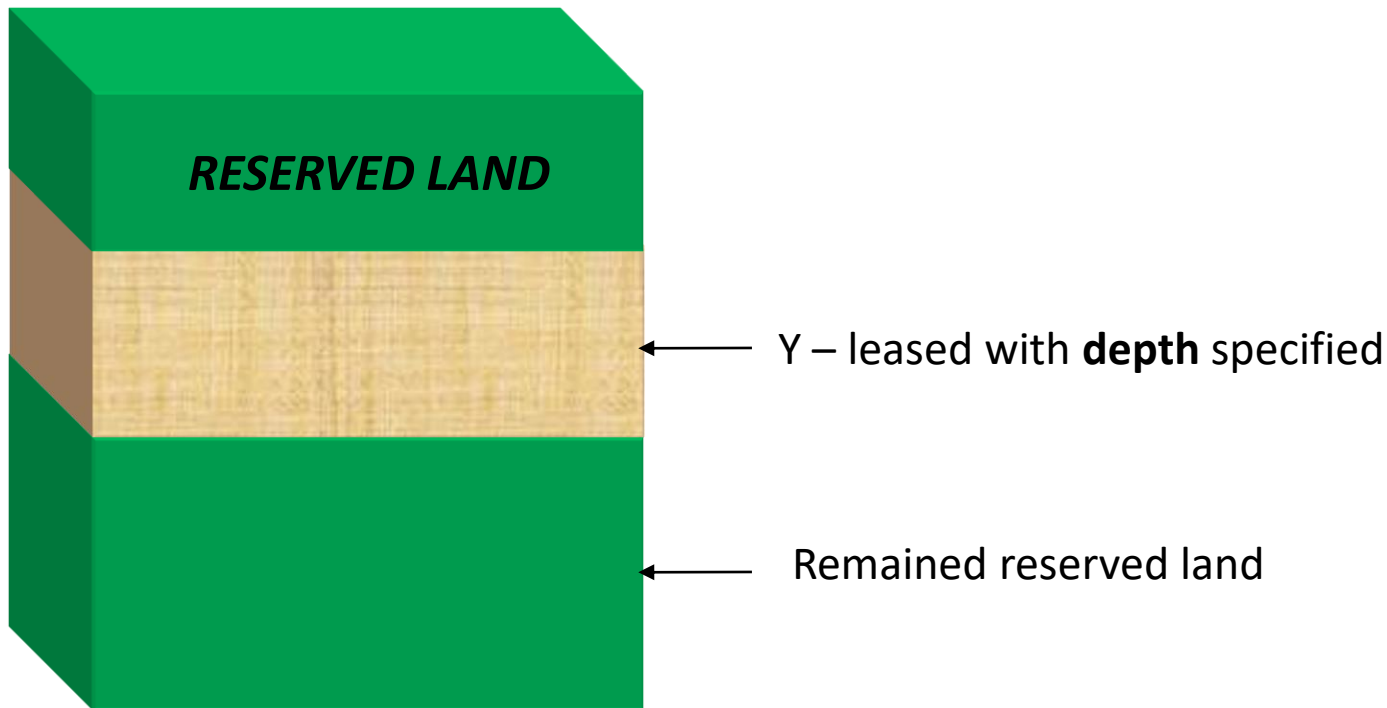 RESERVED LAND
Y – leased with depth specified
Remained reserved land